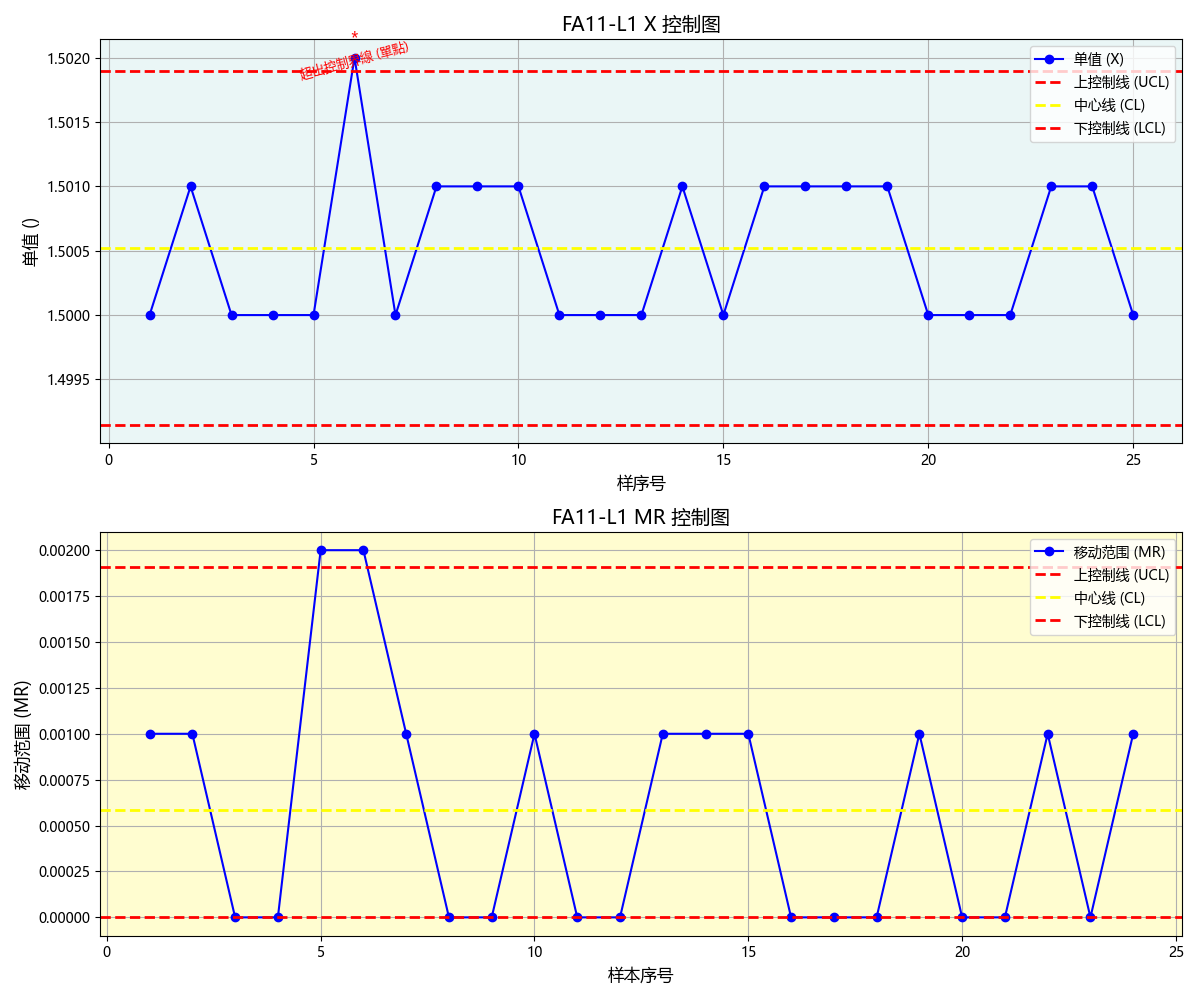 FA11-L1 X 控制图
*
超出控制界線 (單點)
单值 (X)
上控制线 (UCL)
中心线 (CL)
下控制线 (LCL)
1.5020
1.5015
1.5010
1.5005
1.5000
1.4995
单值 ()
0 5 10 15 20 25
样序号
FA11-L1 MR 控制图
移动范围 (MR)
上控制线 (UCL)
中心线 (CL)
下控制线 (LCL)
0.00200
0.00175
0.00150
0.00125
0.00100
0.00075
0.00050
0.00025
0.00000
移动范围 (MR)
0 5 10 15 20 25
样本序号